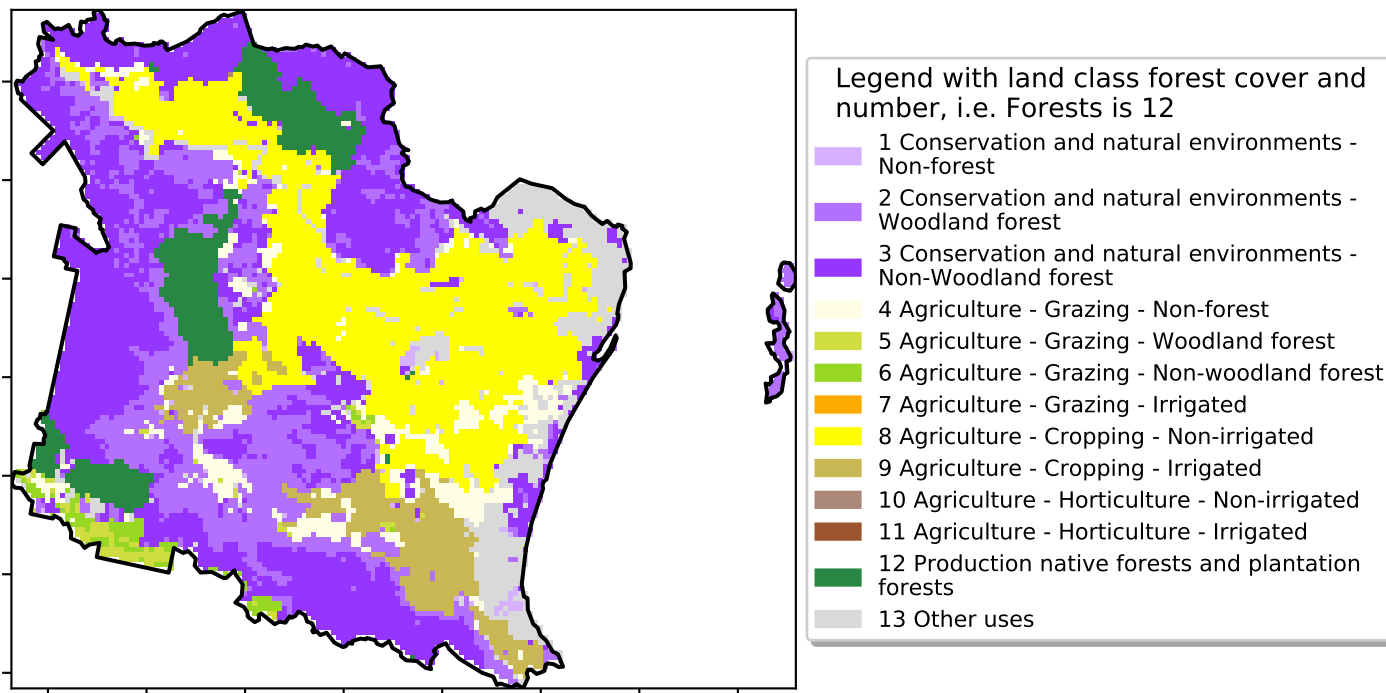 Legend with land class forest cover and
number, i.e. Forests is 12
1 Conservation and natural environments -
Non-forest
2 Conservation and natural environments -
Woodland forest
3 Conservation and natural environments -
Non-Woodland forest
4 Agriculture - Grazing - Non-forest
5 Agriculture - Grazing - Woodland forest
6 Agriculture - Grazing - Non-woodland forest
7 Agriculture - Grazing - Irrigated
8 Agriculture - Cropping - Non-irrigated
9 Agriculture - Cropping - Irrigated
10 Agriculture - Horticulture - Non-irrigated
11 Agriculture - Horticulture - Irrigated
12 Production native forests and plantation
forests
13 Other uses